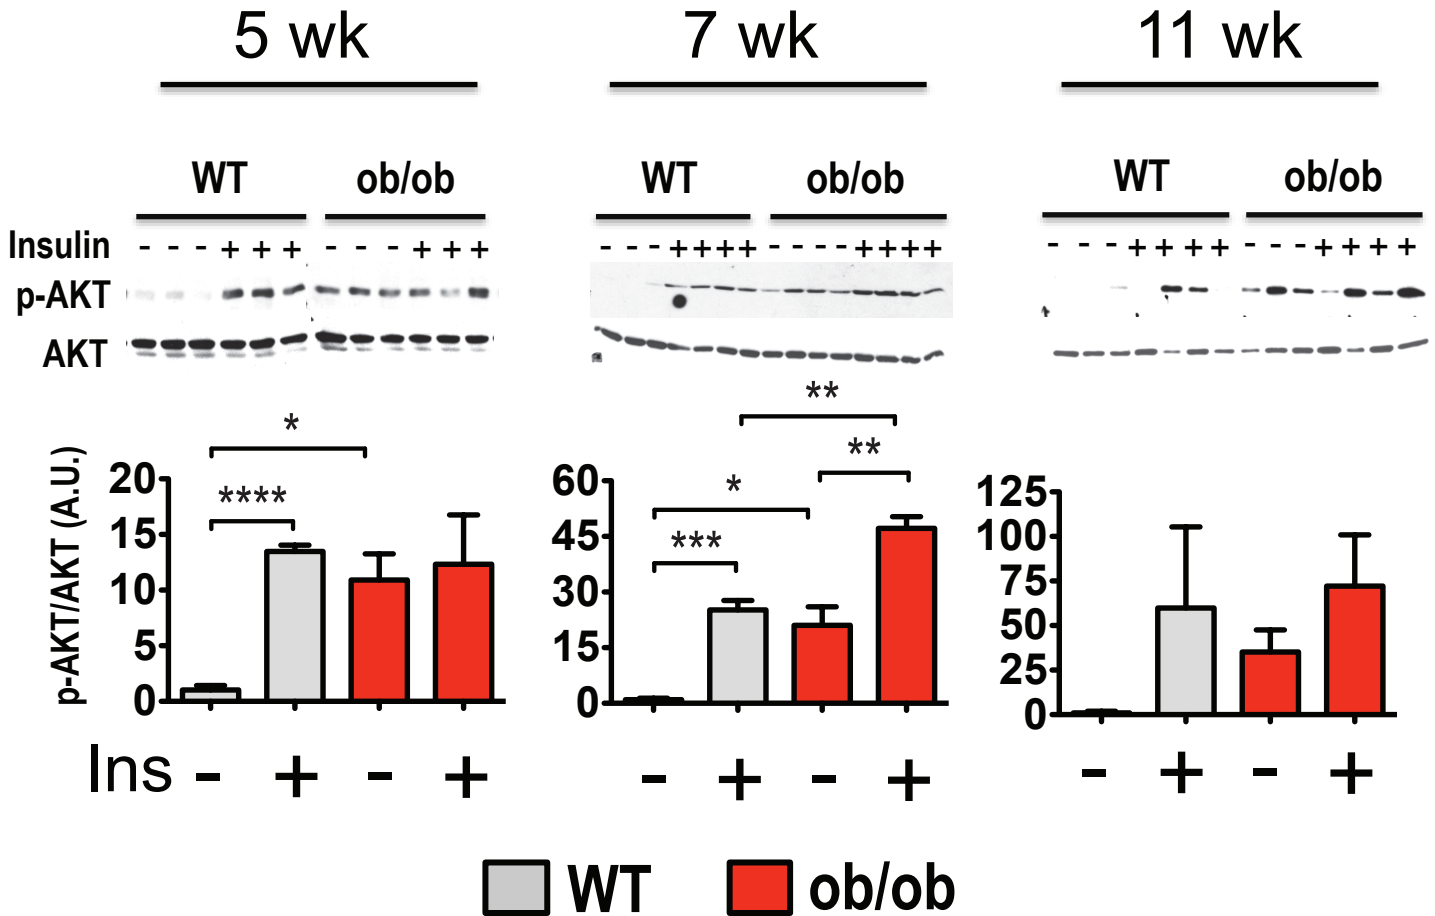 5 wk 7 wk 11 wk
WT ob/ob WT ob/ob WT ob/ob
Insulin - - - + + + - - - + + + - - - + + + + - - - - + + + + - - - + + + + - - - + + + +
p-AKT
AKT
p-AKT/AKT (A.U.)
20
15
10
5
0
* ****
60
45
30
15
0
** ** * ***
125
100
75
50
25
0
Ins - + - + - + - + - + - +
WT ob/ob